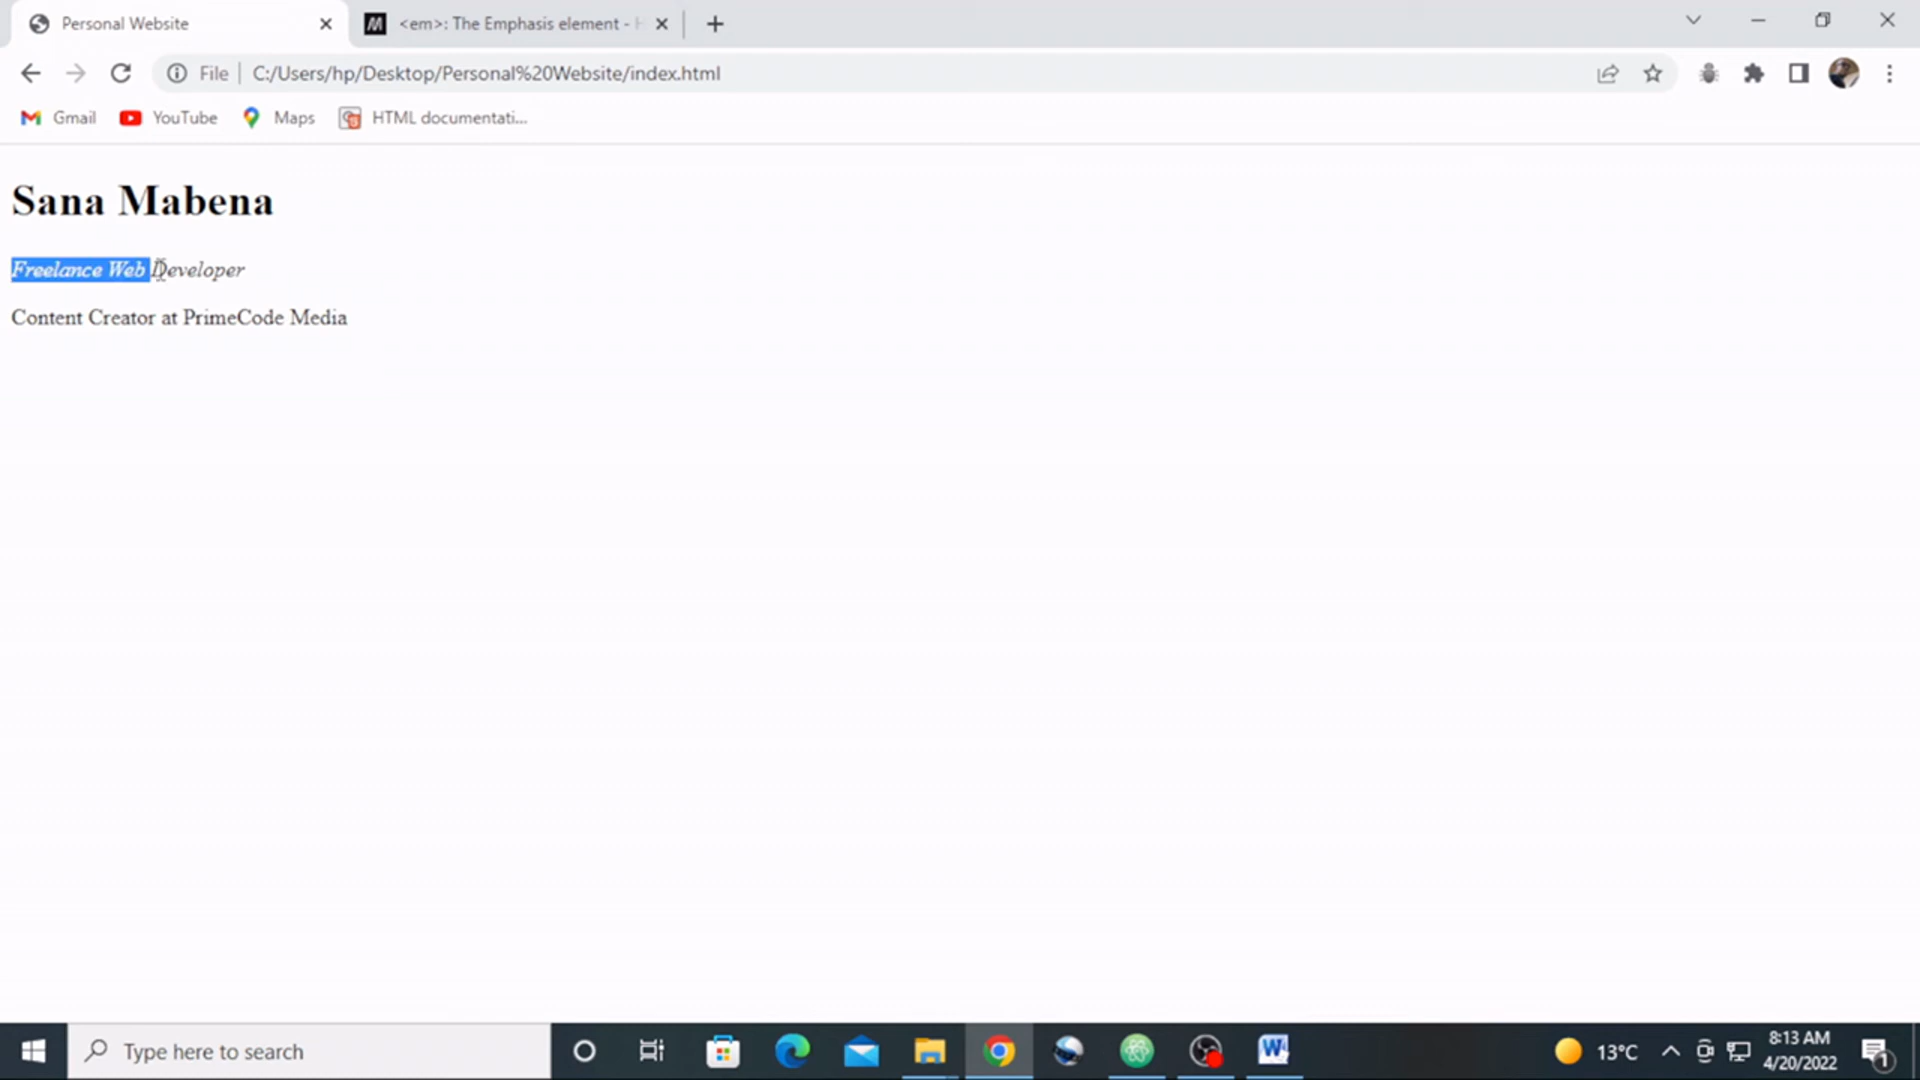 Personal Website
<em>: The Emphasis element - H
File
C:/Users/hp/Desktop/Personal%20Website/index.html
Gmail
YouTube
Maps
HTML documentati...
Sana Mabena
Freelance Web Developer
Content Creator at PrimeCode Media
Type here to search
13°C
8:13 AM
4/20/2022
1